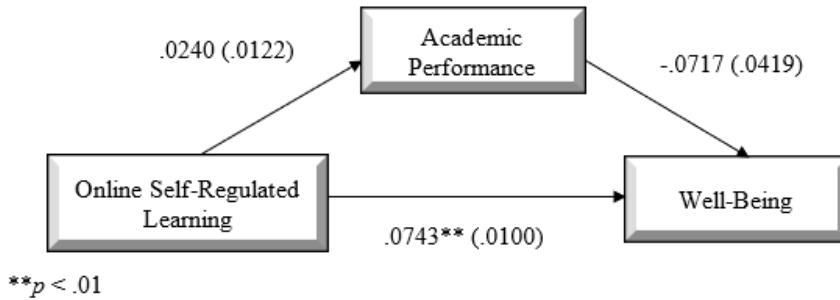 .0240 (.0122)
Academic
Performance
-.0717 (.0419)
Online Self-Regulated
Learning
.0743** (.0100)
Well-Being
**p < .01